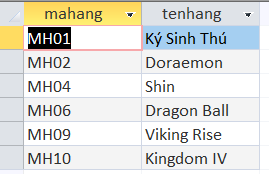 mahang tenhang
MH01 Ký Sinh Thú
MH02 Doraemon
MH04 Shin
MH06 Dragon Ball
MH09 Viking Rise
MH10 Kingdom IV